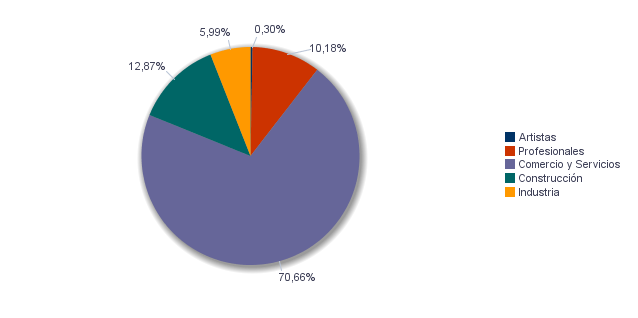 5,99%
0,30%
10,18%
12,87%
70,66%
Artistas
Profesionales
Comercio y Servicios
Construcción
Industria